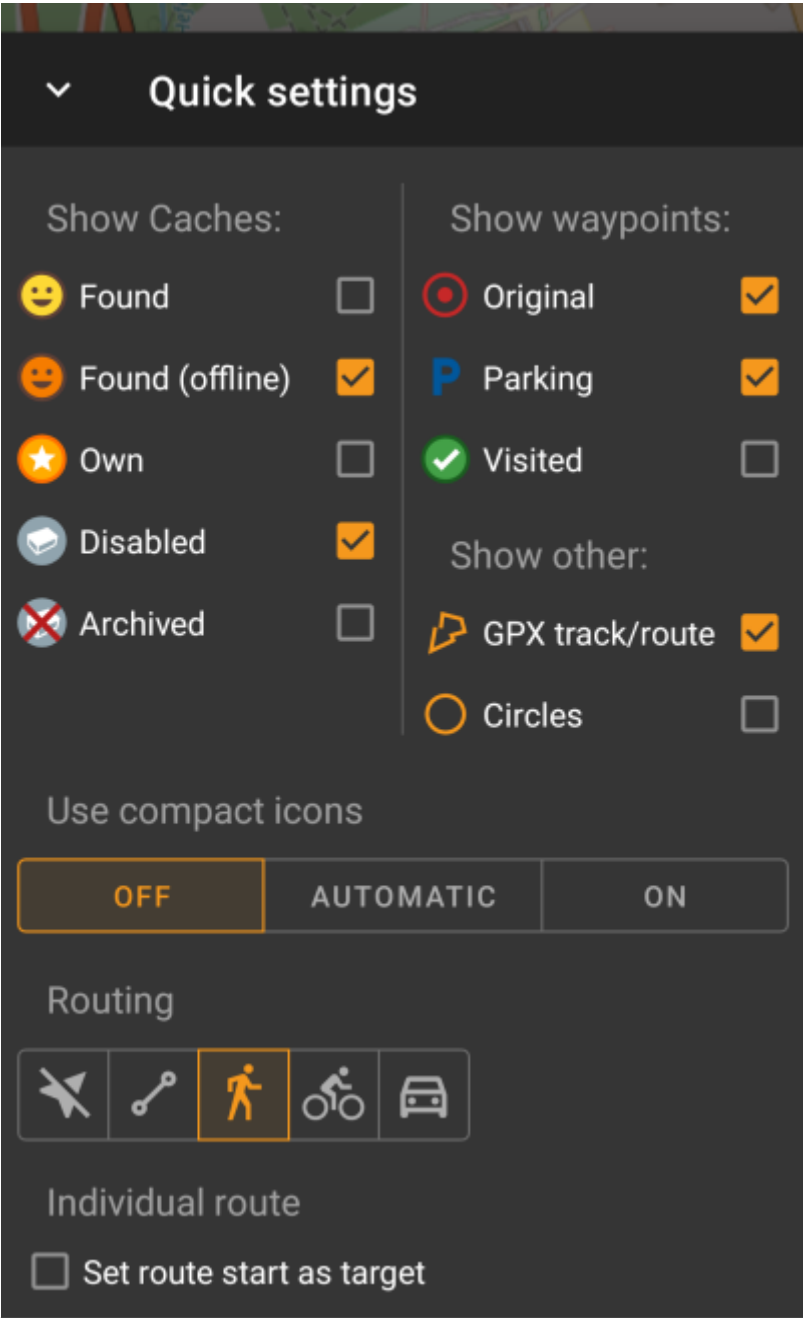 Quick settings
Show Caches:
Found
Found (offline)
Own
Disabled
Archived
Show waypoints:
Original
P Parking
Visited
Show other:
GPX track/route
Circles
Use compact icons
OFF AUTOMATIC ON
Routing
Individual route
Set route start as target